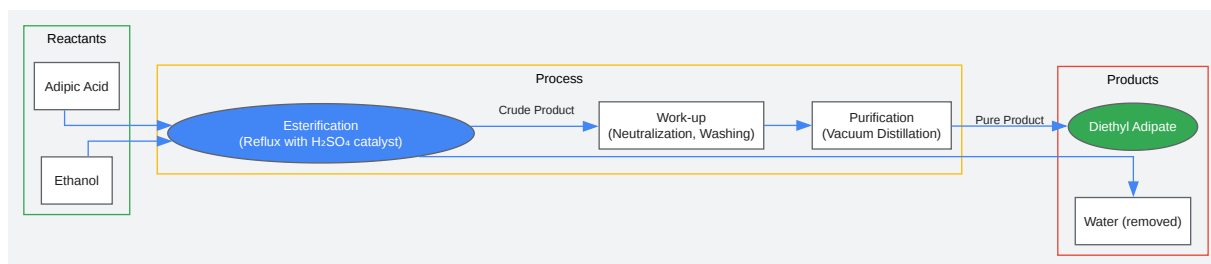 Reactants
Adipic Acid
Ethanol
Process
Esterification
(Reflux with H₂SO₄ catalyst)
Crude Product
Work-up
(Neutralization, Washing)
Purification
(Vacuum Distillation)
Pure Product
Products
Diethyl Adipate
Water (removed)